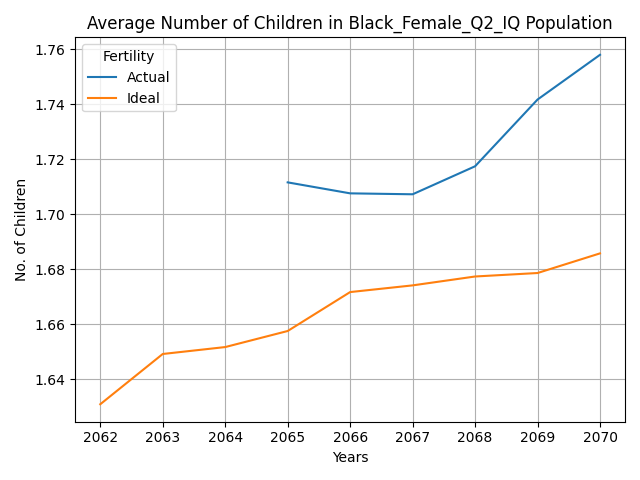 Average Number of Children in Black_Female_Q2_IQ Population
Fertility
Actual
Ideal
No. of Children
1.76
1.74
1.72
1.70
1.68
1.66
1.64
2062 2063 2064 2065 2066 2067 2068 2069 2070
Years